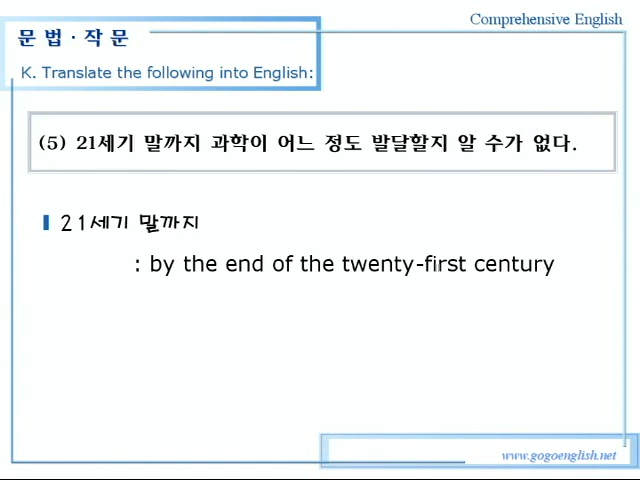 Comprehensive English
문 법 · 작 문
K. Translate the following into English:
(5) 21세기 말까지 과학이 어느 정도 발달할지 알 수가 없다.
21세기 말까지
: by the end of the twenty-first century
www.gogoenglish.net